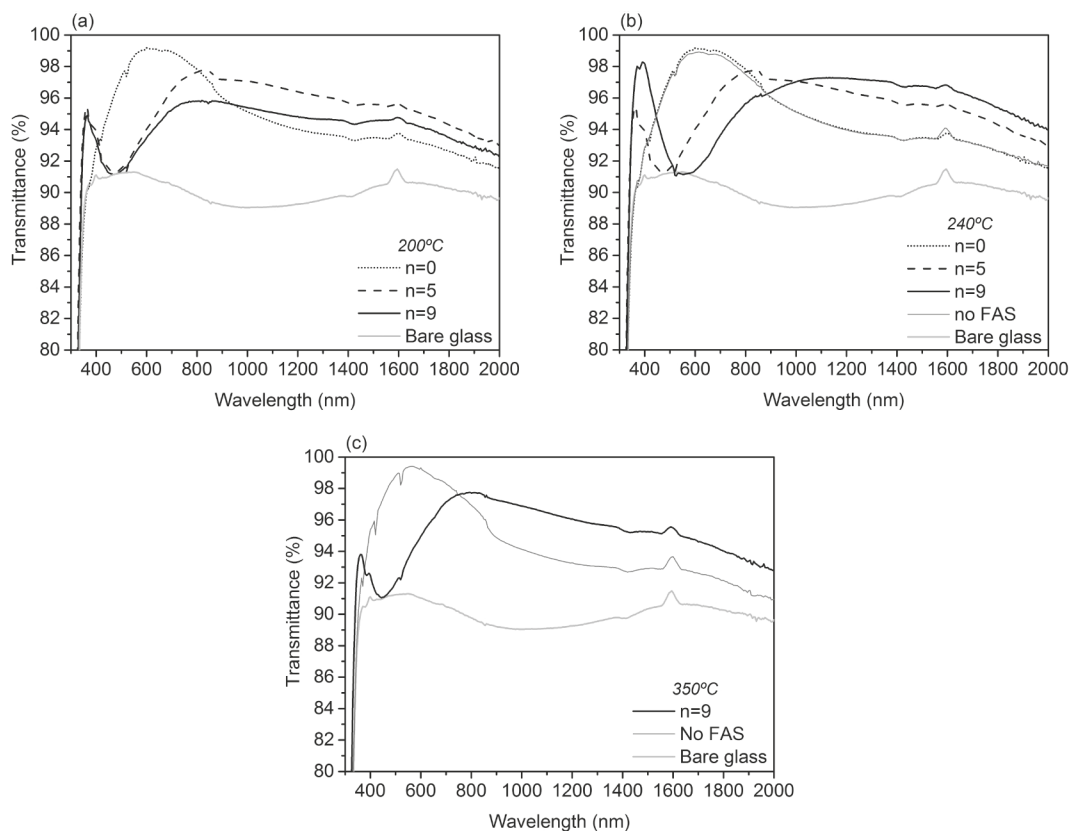 (a)
100
98
96
94
92
90
88
86
84
82
80
Transmittance (%)
200ºC
n=0
n=5
n=9
Bare glass
400 600 800 1000 1200 1400 1600 1800 2000
Wavelength (nm)
(b)
100
98
96
94
92
90
88
86
84
82
80
Transmittance (%)
240ºC
n=0
n=5
n=9
no FAS
Bare glass
400 600 800 1000 1200 1400 1600 1800 2000
Wavelength (nm)
(c)
100
98
96
94
92
90
88
86
84
82
80
Transmittance (%)
350ºC
n=9
No FAS
Bare glass
400 600 800 1000 1200 1400 1600 1800 2000
Wavelength (nm)